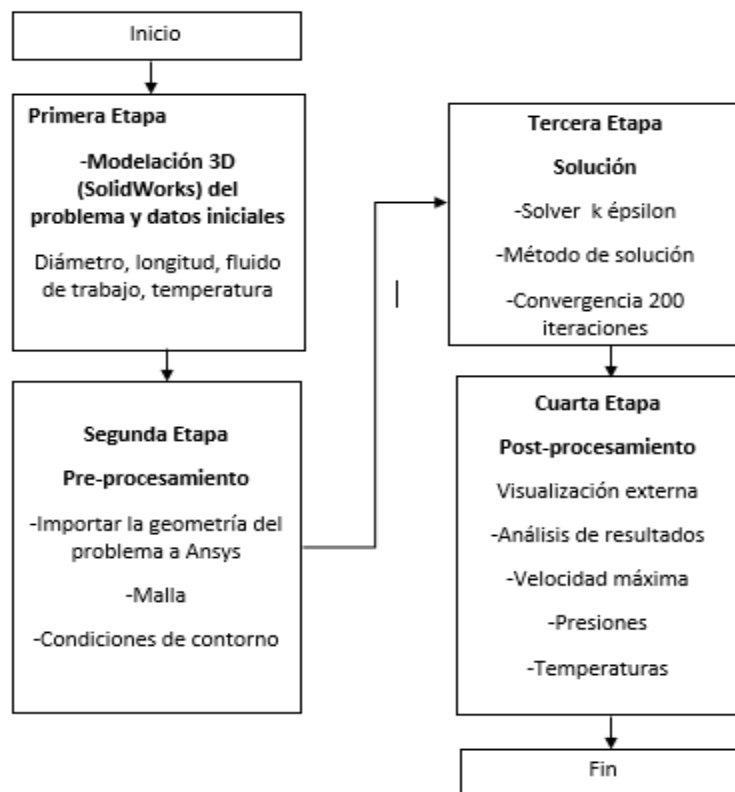 Inicio
Primera Etapa
-Modelación 3D
(SolidWorks) del
problema y datos iniciales
Diámetro, longitud, fluido
de trabajo, temperatura
Segunda Etapa
Pre-procesamiento
-Importar la geometría del
problema a Ansys
-Malla
-Condiciones de contorno
Tercera Etapa
Solución
-Solver k épsilon
-Método de solución
-Convergencia 200
iteraciones
Cuarta Etapa
Post-procesamiento
Visualización externa
-Análisis de resultados
-Velocidad máxima
-Presiones
-Temperaturas
Fin